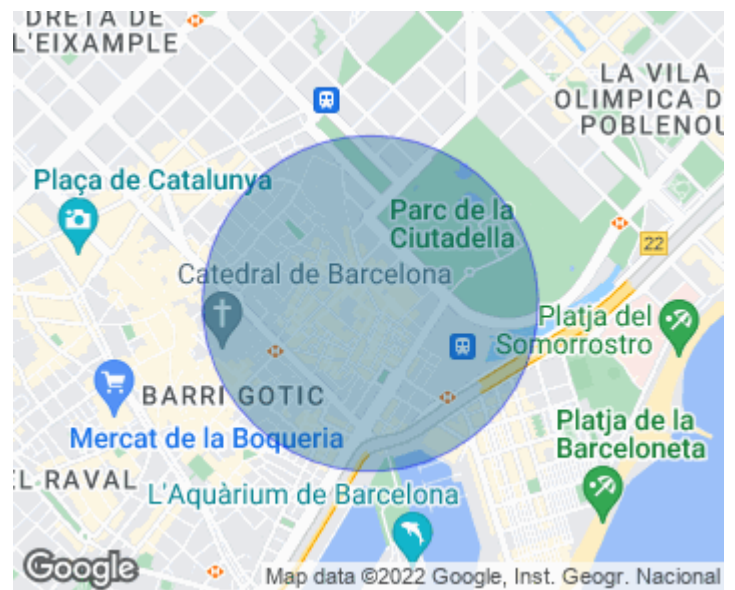 DRETA DE
L'EIXAMPLE
LA VILA
OLIMPICA D
POBLENOU
Plaça de Catalunya
Parc de la
Ciutadella
22
Catedral de Barcelona
Platja del
Somorrostro
BARRI GOTIC
Mercat de la Boqueria
Platja de la
Barceloneta
EL RAVAL
L'Aquàrium de Barcelona
Google
Map data ©2022 Google, Inst. Geogr. Nacional